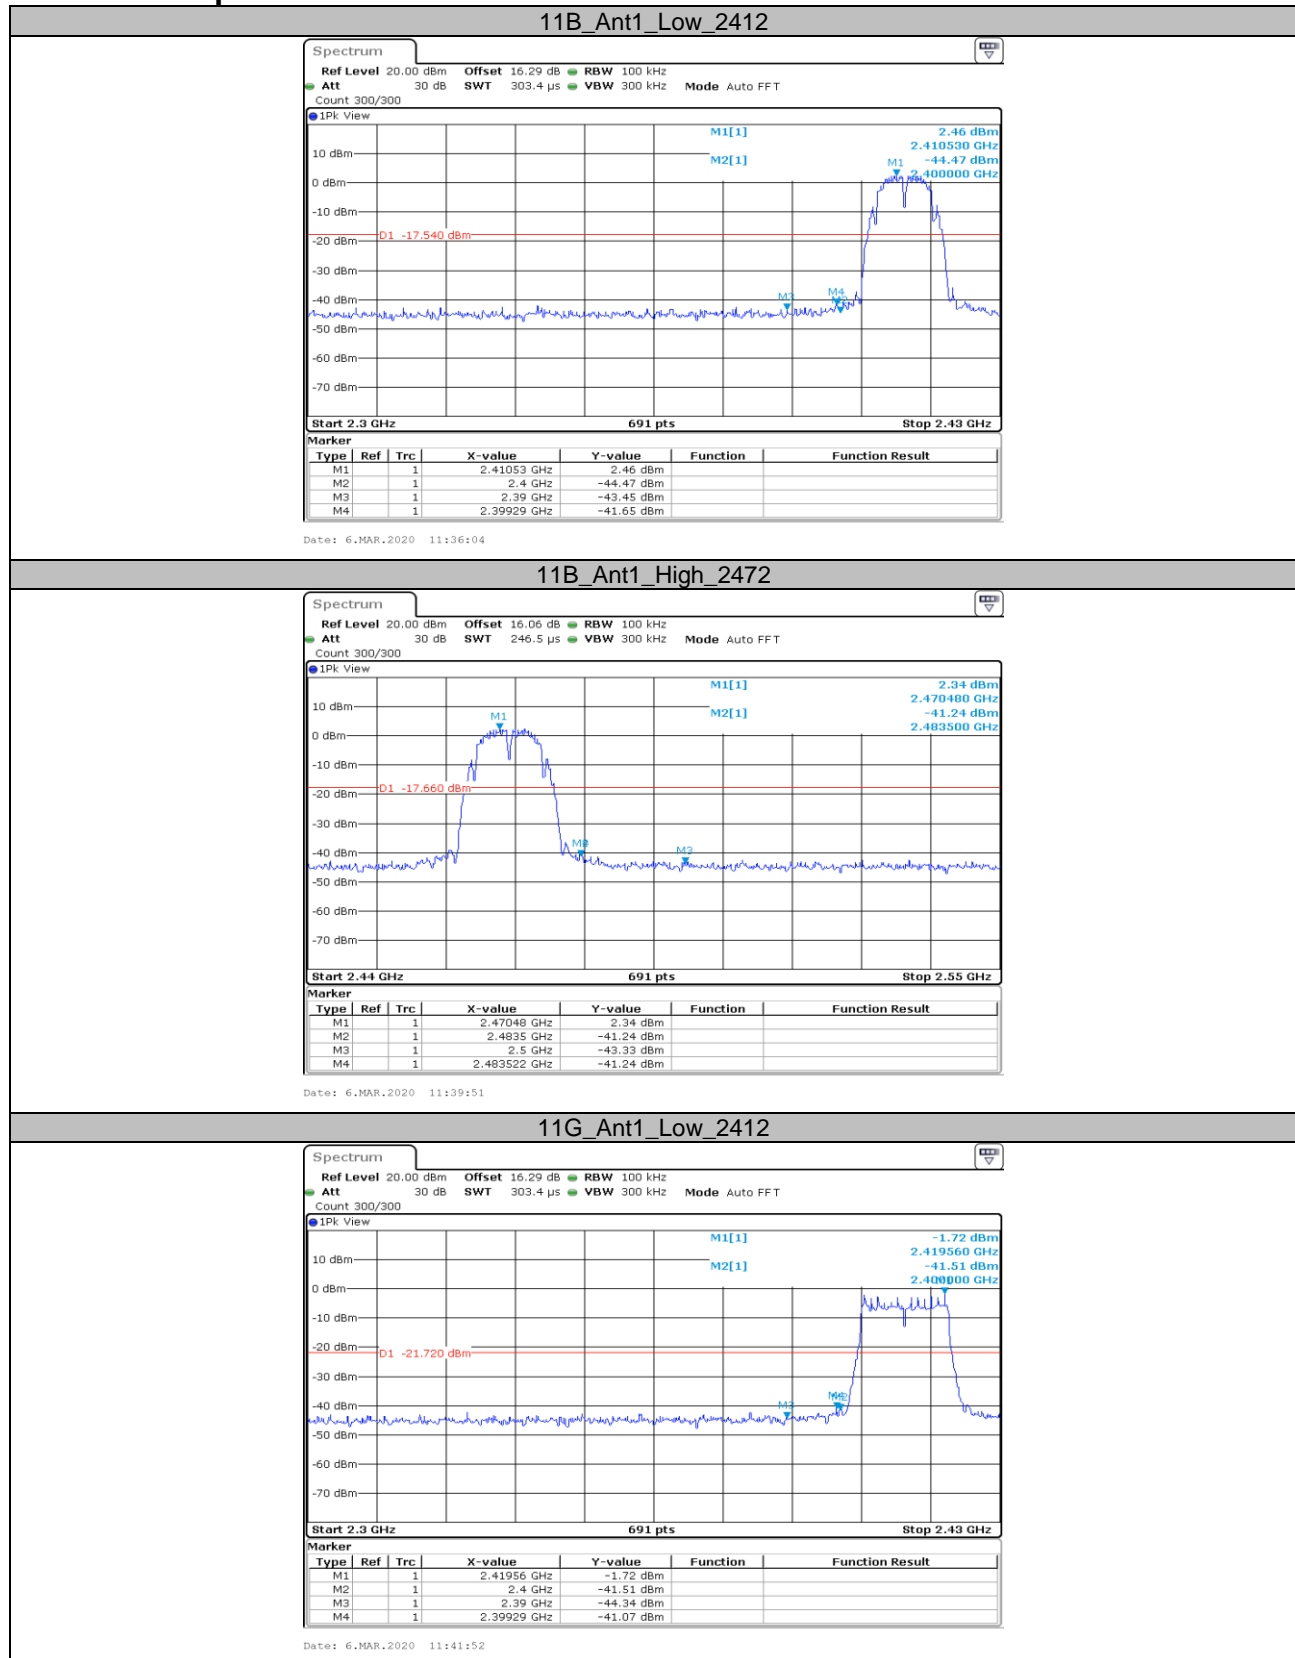 11B_Ant1_Low_2412
Spectrum
Ref Level 20.00 dBm Offset 16.29 dB RBW 100 kHz
Att 30 dB SWT 303.4 µs VBW 300 kHz Mode Auto FFT
Count 300/300
1Pk View
M1[1] 2.46 dBm
2.410530 GHz
M2[1] -44.47 dBm
2.400000 GHz
10 dBm
M1
0 dBm
-10 dBm
D1 -17.540 dBm
-20 dBm
-30 dBm
M4
M3
-40 dBm
-50 dBm
-60 dBm
-70 dBm
Start 2.3 GHz 691 pts Stop 2.43 GHz
Marker
Type Ref Trc X-value Y-value Function Function Result
M1 1 2.41053 GHz 2.46 dBm
M2 1 2.4 GHz -44.47 dBm
M3 1 2.39 GHz -43.45 dBm
M4 1 2.39929 GHz -41.65 dBm
Date: 6.MAR.2020 11:36:04
11B_Ant1_High_2472
Spectrum
Ref Level 20.00 dBm Offset 16.06 dB RBW 100 kHz
Att 30 dB SWT 246.5 µs VBW 300 kHz Mode Auto FFT
Count 300/300
1Pk View
M1[1] 2.34 dBm
2.470480 GHz
M2[1] -41.24 dBm
2.483500 GHz
10 dBm
M1
0 dBm
-10 dBm
D1 -17.660 dBm
-20 dBm
-30 dBm
M3
-40 dBm
-50 dBm
-60 dBm
-70 dBm
Start 2.44 GHz 691 pts Stop 2.55 GHz
Marker
Type Ref Trc X-value Y-value Function Function Result
M1 1 2.47048 GHz 2.34 dBm
M2 1 2.4835 GHz -41.24 dBm
M3 1 2.5 GHz -43.33 dBm
M4 1 2.483522 GHz -41.24 dBm
Date: 6.MAR.2020 11:39:51
11G_Ant1_Low_2412
Spectrum
Ref Level 20.00 dBm Offset 16.29 dB RBW 100 kHz
Att 30 dB SWT 303.4 µs VBW 300 kHz Mode Auto FFT
Count 300/300
1Pk View
M1[1] -1.72 dBm
2.419560 GHz
M2[1] -41.51 dBm
2.400000 GHz
10 dBm
0 dBm
-10 dBm
-20 dBm
D1 -21.720 dBm
-30 dBm
M3
-40 dBm
-50 dBm
-60 dBm
-70 dBm
Start 2.3 GHz 691 pts Stop 2.43 GHz
Marker
Type Ref Trc X-value Y-value Function Function Result
M1 1 2.41956 GHz -1.72 dBm
M2 1 2.4 GHz -41.51 dBm
M3 1 2.39 GHz -44.34 dBm
M4 1 2.39929 GHz -41.07 dBm
Date: 6.MAR.2020 11:41:52